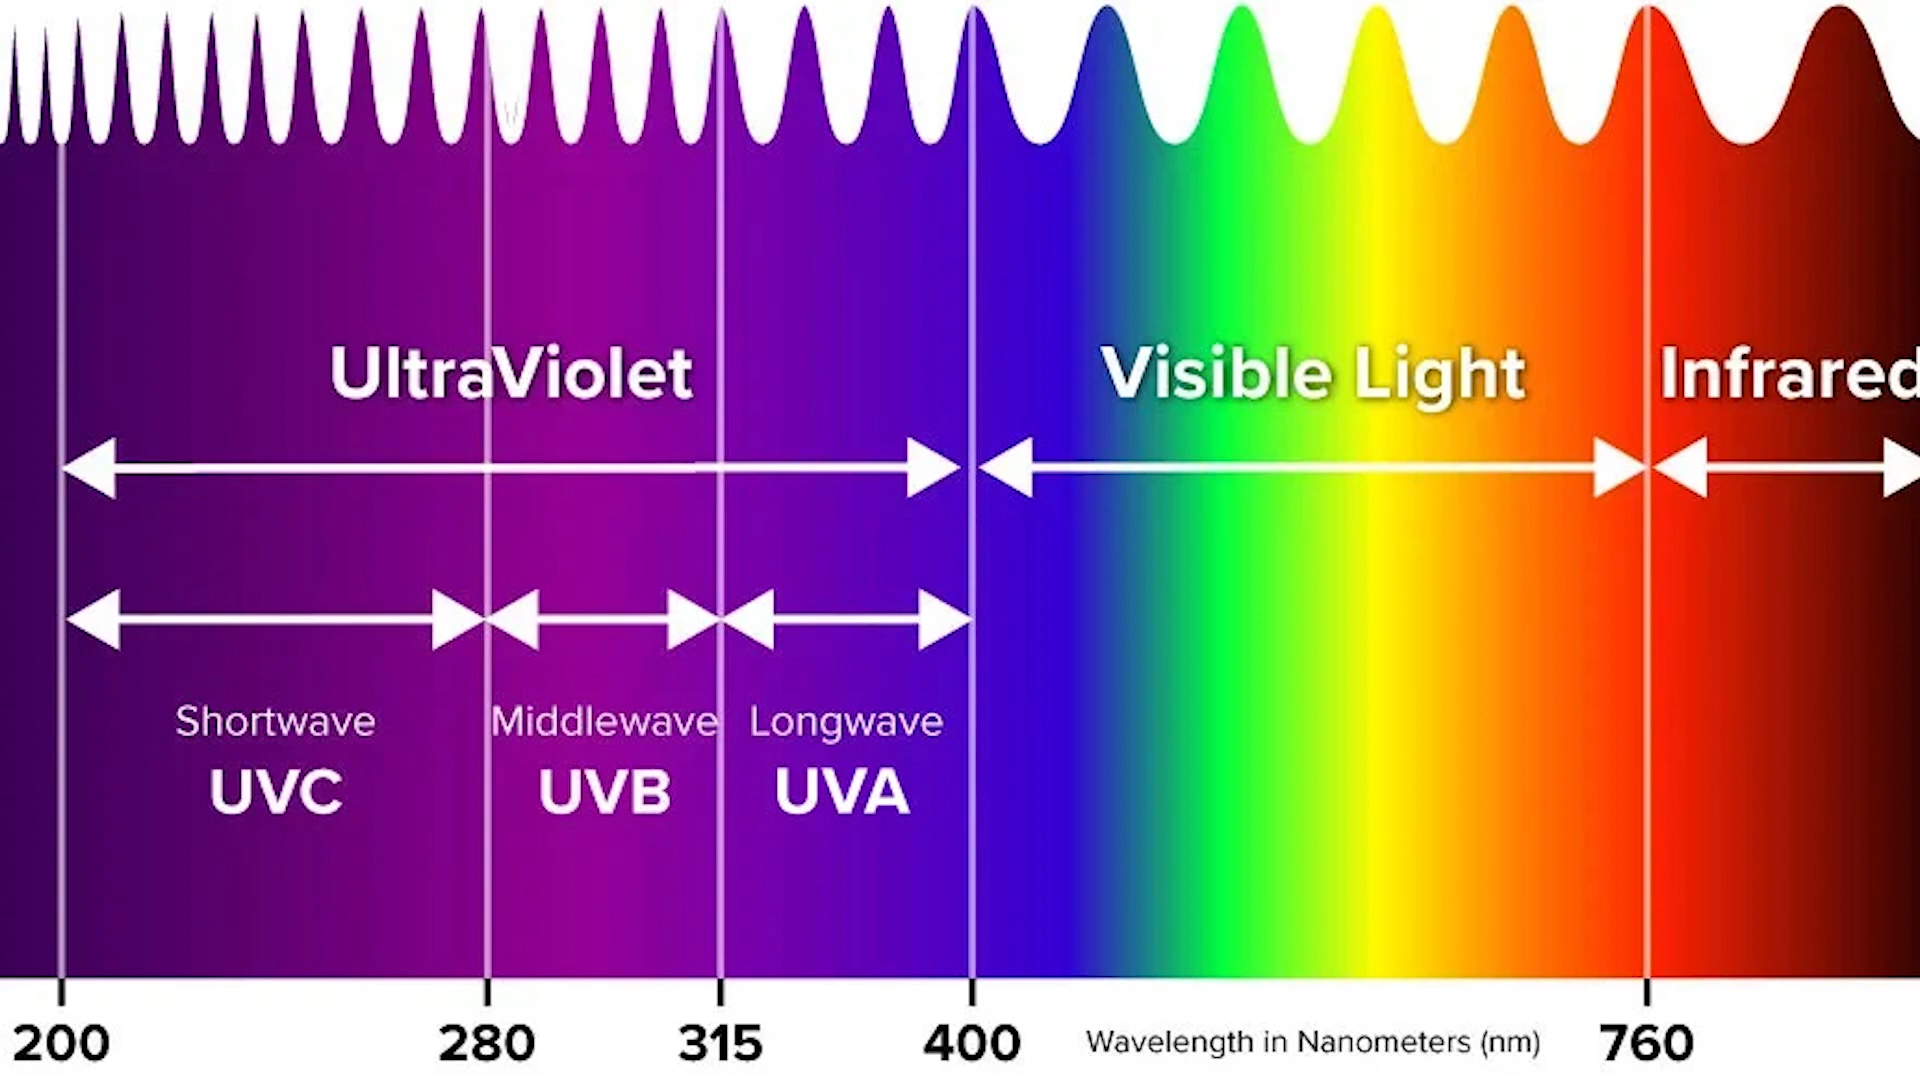 UltraViolet
Visible Light
Infrared
Shortwave
UVC
Middlewave
UVB
Longwave
UVA
200
280
315
400
Wavelength in Nanometers (nm)
760